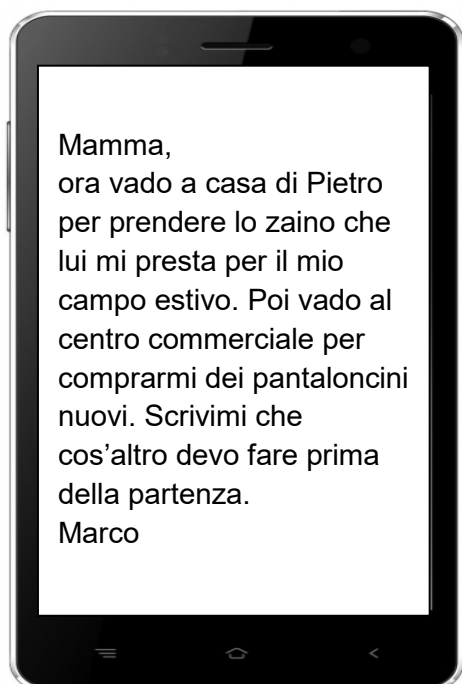 Mamma,
ora vado a casa di Pietro
per prendere lo zaino che
lui mi presta per il mio
campo estivo. Poi vado al
centro commerciale per
comprarmi dei pantaloncini
nuovi. Scrivimi che
cos’altro devo fare prima
della partenza.
Marco